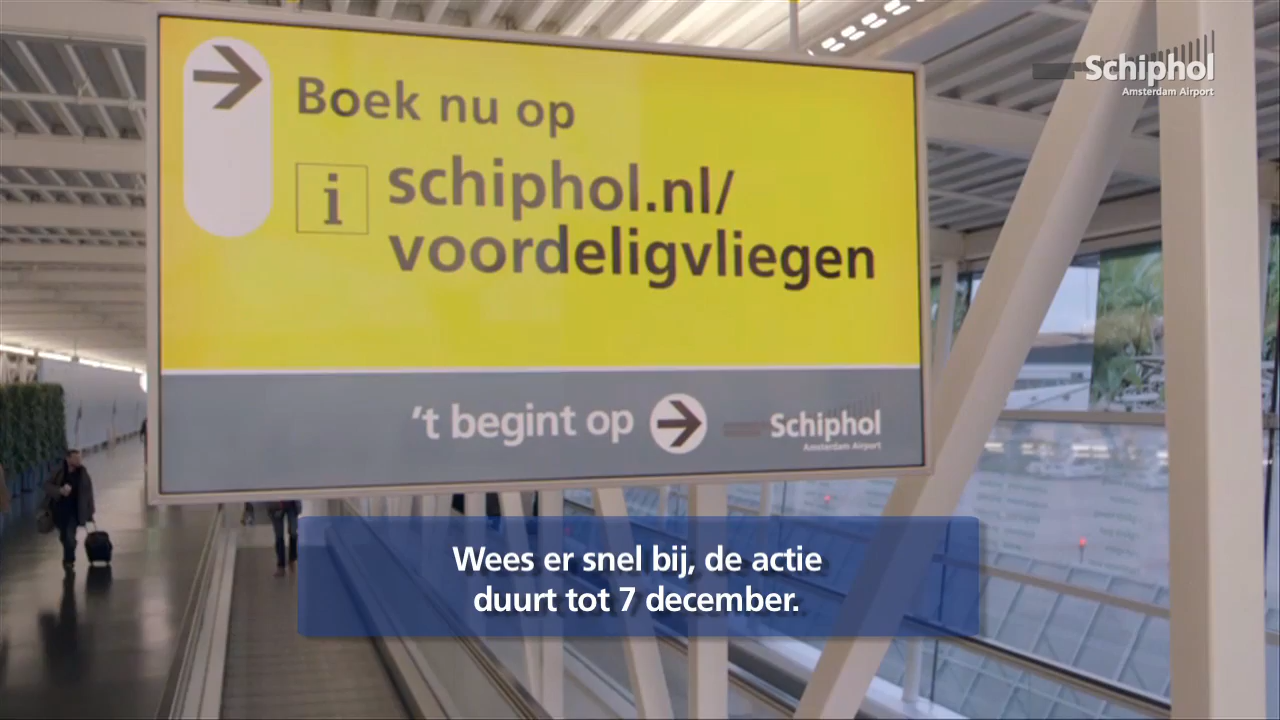 Schiphol
Amsterdam Airport
Boek nu op
i schiphol.nl/
voordeligvliegen
't begint op
Schiphol
Amsterdam Airport
Wees er snel bij, de actie
duurt tot 7 december.